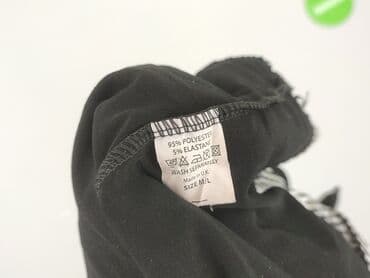 95% POLYESTER
5% ELASTANE
WASH SEPARATELY
Made in U.K.
SIZE M/L